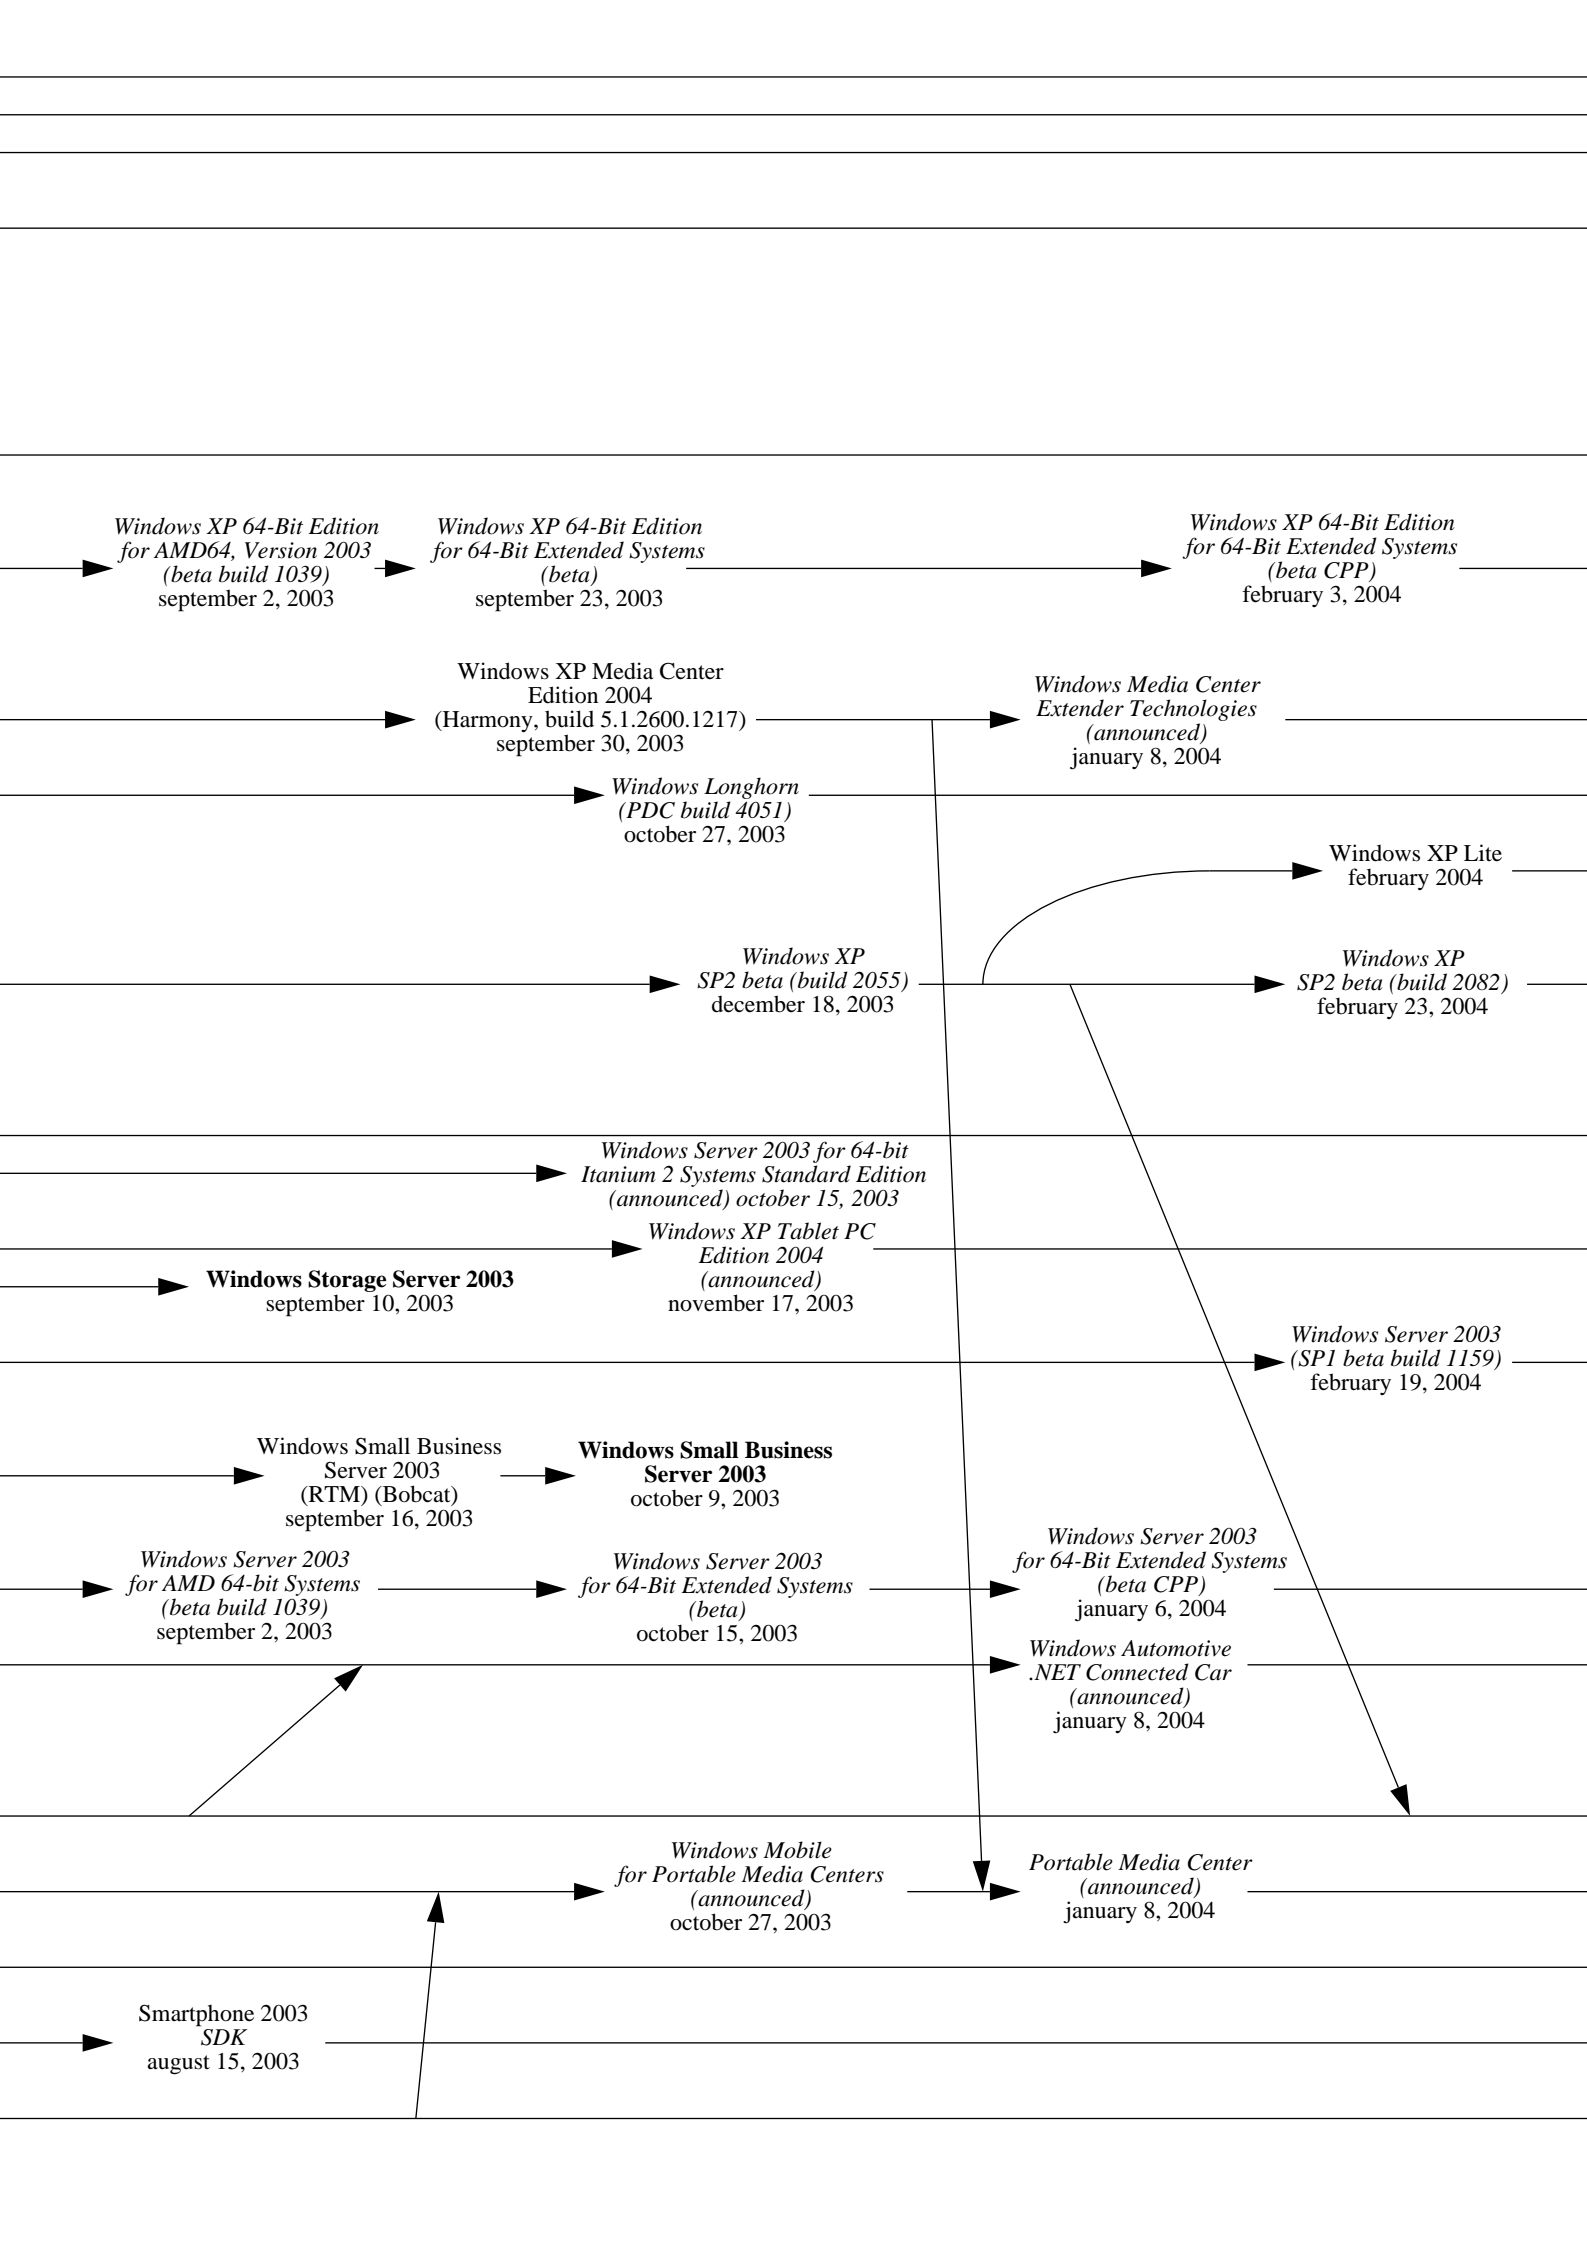 Windows XP 64-Bit Edition
for AMD64, Version 2003
(beta build 1039)
september 2, 2003
Windows XP 64-Bit Edition
for 64-Bit Extended Systems
(beta)
september 23, 2003
Windows XP 64-Bit Edition
for 64-Bit Extended Systems
(beta CPP)
february 3, 2004
Windows XP Media Center
Edition 2004
(Harmony, build 5.1.2600.1217)
september 30, 2003
Windows Media Center
Extender Technologies
(announced)
january 8, 2004
Windows Longhorn
(PDC build 4051)
october 27, 2003
Windows XP Lite
february 2004
Windows XP
SP2 beta (build 2055)
december 18, 2003
Windows XP
SP2 beta (build 2082)
february 23, 2004
Windows Server 2003 for 64-bit
Itanium 2 Systems Standard Edition
(announced) october 15, 2003
Windows XP Tablet PC
Edition 2004
(announced)
november 17, 2003
Windows Storage Server 2003
september 10, 2003
Windows Server 2003
(SP1 beta build 1159)
february 19, 2004
Windows Small Business
Server 2003
(RTM) (Bobcat)
september 16, 2003
Windows Small Business
Server 2003
october 9, 2003
Windows Server 2003
for AMD 64-bit Systems
(beta build 1039)
september 2, 2003
Windows Server 2003
for 64-Bit Extended Systems
(beta)
october 15, 2003
Windows Server 2003
for 64-Bit Extended Systems
(beta CPP)
january 6, 2004
Windows Automotive
.NET Connected Car
(announced)
january 8, 2004
Windows Mobile
for Portable Media Centers
(announced)
october 27, 2003
Portable Media Center
(announced)
january 8, 2004
Smartphone 2003
SDK
august 15, 2003